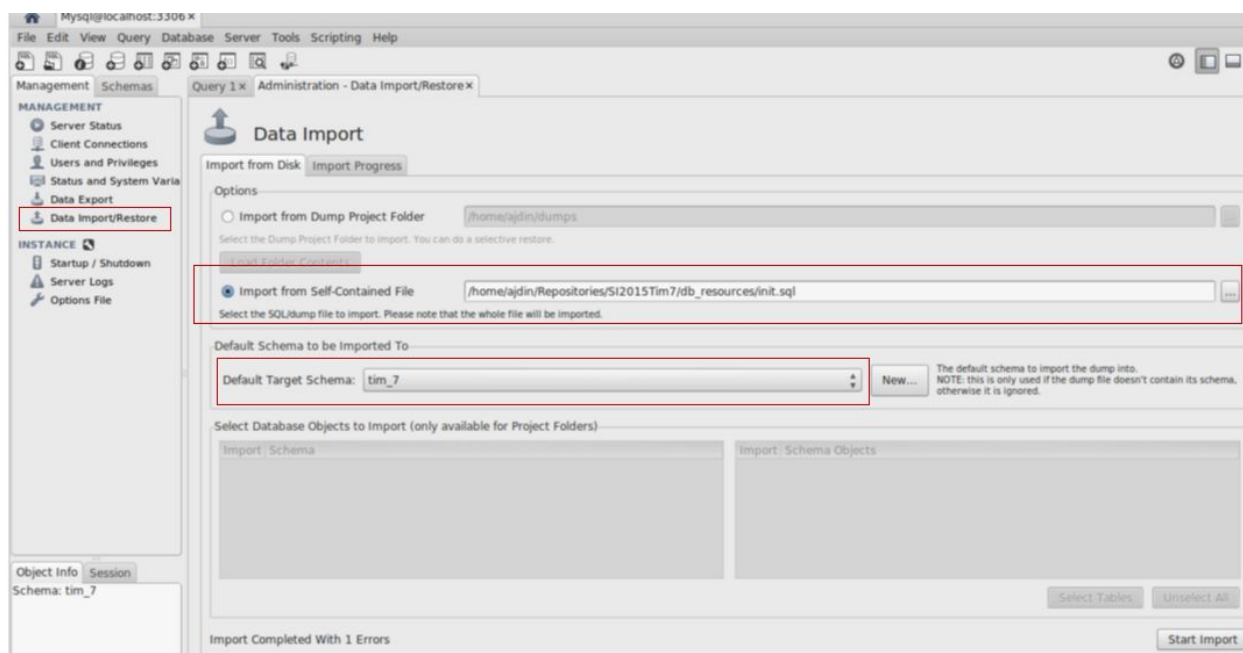 Mysql@localhost:3306 ×
File Edit View Query Database Server Tools Scripting Help
Management Schemas
Query 1 × Administration - Data Import/Restore ×
MANAGEMENT
Server Status
Client Connections
Users and Privileges
Status and System Varia
Data Export
Data Import/Restore
INSTANCE
Startup / Shutdown
Server Logs
Options File
Data Import
Import from Disk Import Progress
Options
Import from Dump Project Folder /home/ajdin/dumps
Select the Dump Project Folder to import. You can do a selective restore.
Load Folder Contents
Import from Self-Contained File /home/ajdin/Repositories/SI2015Tim7/db_resources/init.sql ...
Select the SQL/dump file to import. Please note that the whole file will be imported.
Default Schema to be Imported To
Default Target Schema: tim_7 New...
The default schema to import the dump into.
NOTE: this is only used if the dump file doesn't contain its schema,
otherwise it is ignored.
Select Database Objects to Import (only available for Project Folders)
Import Schema Import Schema Objects
Select Tables Unselect All
Object Info Session
Schema: tim_7
Import Completed With 1 Errors Start Import